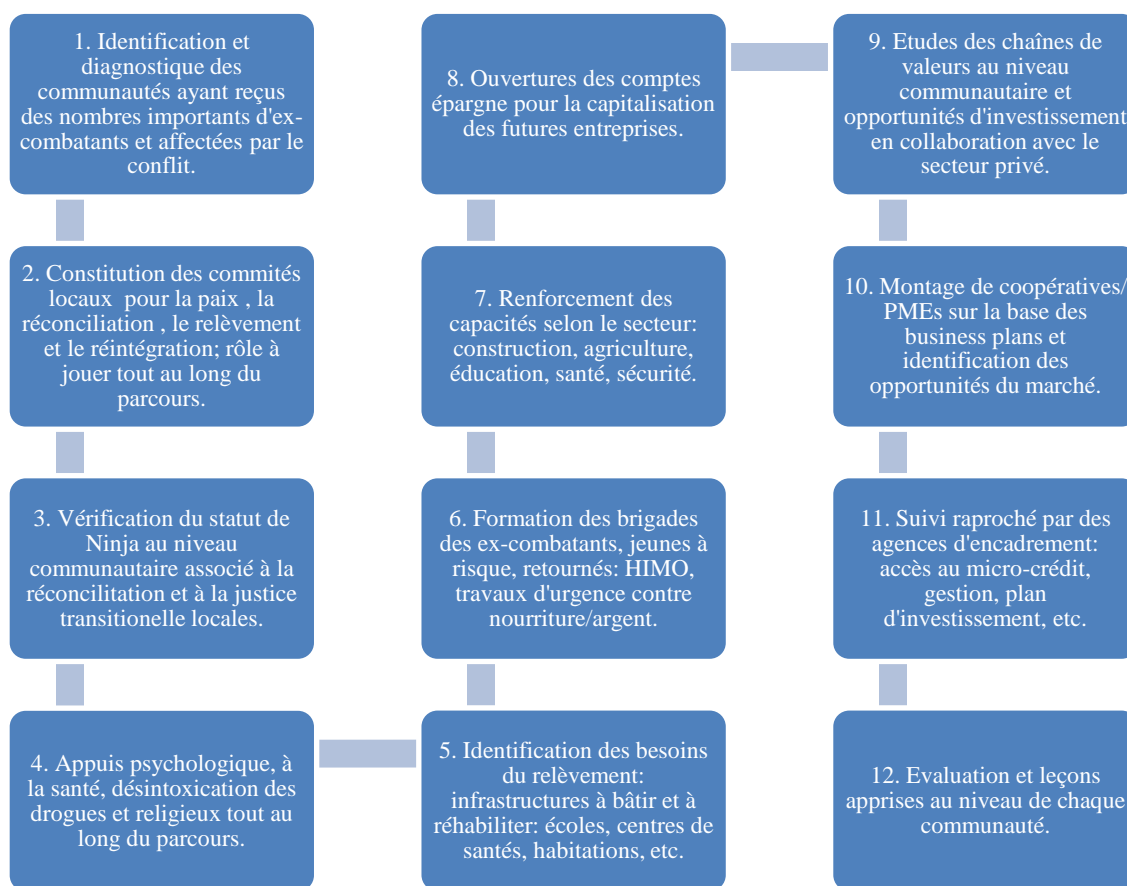 1. Identification et
diagnostique des
communautés ayant reçus
des nombres importants d'ex-
combatants et affectées par le
conflit.
2. Constitution des commités
locaux pour la paix , la
réconciliation , le relèvement
et le réintégration; rôle à
jouer tout au long du
parcours.
3. Vérification du statut de
Ninja au niveau
communautaire associé à la
réconcilitation et à la justice
transitionelle locales.
4. Appuis psychologique, à
la santé, désintoxication des
drogues et religieux tout au
long du parcours.
5. Identification des besoins
du relèvement:
infrastructures à bâtir et à
réhabiliter: écoles, centres de
santés, habitations, etc.
6. Formation des brigades
des ex-combatants, jeunes à
risque, retournés: HIMO,
travaux d'urgence contre
nourriture/argent.
7. Renforcement des
capacités selon le secteur:
construction, agriculture,
éducation, santé, sécurité.
8. Ouvertures des comptes
épargne pour la capitalisation
des futures entreprises.
9. Etudes des chaînes de
valeurs au niveau
communautaire et
opportunités d'investissement
en collaboration avec le
secteur privé.
10. Montage de coopératives/
PMEs sur la base des
business plans et
identification des
opportunités du marché.
11. Suivi raproché par des
agences d'encadrement:
accès au micro-crédit,
gestion, plan
d'investissement, etc.
12. Evaluation et leçons
apprises au niveau de chaque
communauté.